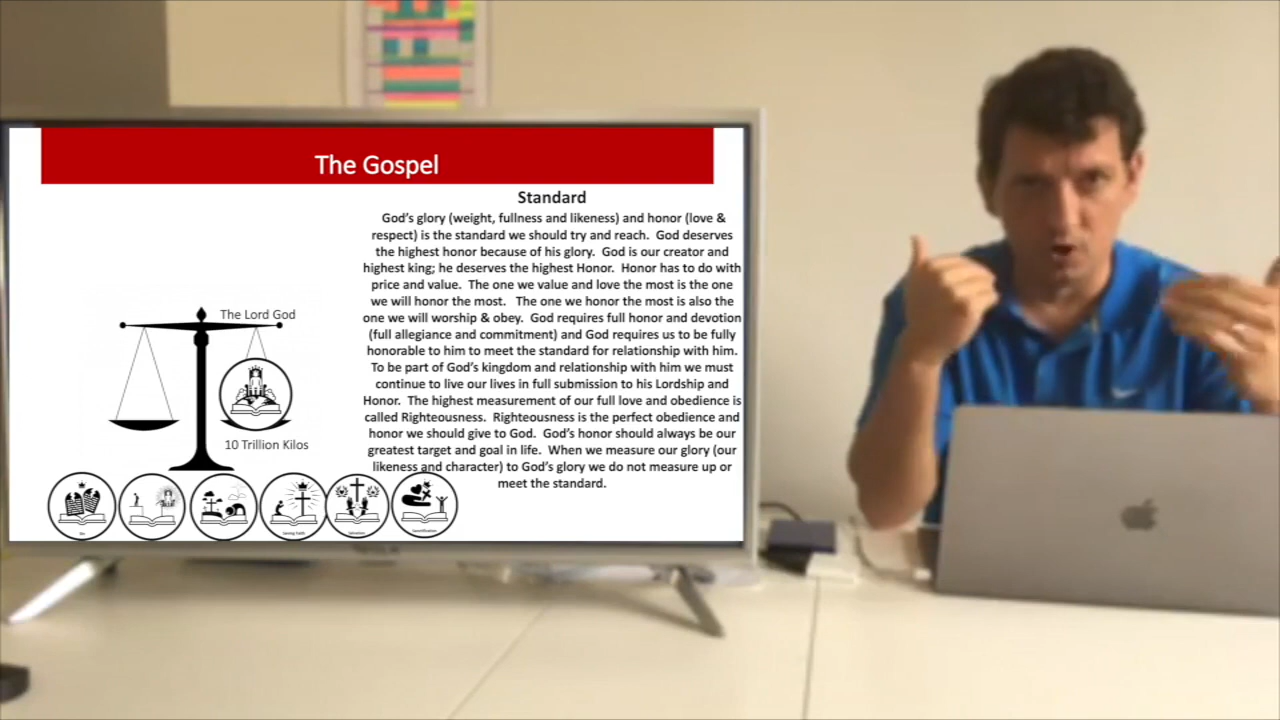 The Gospel
Standard
God's glory (weight, fullness and likeness) and honor (love &
respect) is the standard we should try and reach. God deserves
the highest honor because of his glory. God is our creator and
highest king; he deserves the highest Honor. Honor has to do with
price and value. The one we value and love the most is the one
we will honor the most. The one we honor the most is also the
one we will worship & obey. God requires full honor and devotion
(full allegiance and commitment) and God requires us to be fully
honorable to him to meet the standard for relationship with him.
To be part of God's kingdom and relationship with him we must
continue to live our lives in full submission to his Lordship and
Honor. The highest measurement of our full love and obedience is
called Righteousness. Righteousness is the perfect obedience and
honor we should give to God. God's honor should always be our
greatest target and goal in life. When we measure our glory (our
likeness and character) to God's glory we do not measure up or
meet the standard.
The Lord God
10 Trillion Kilos
Saving Faith